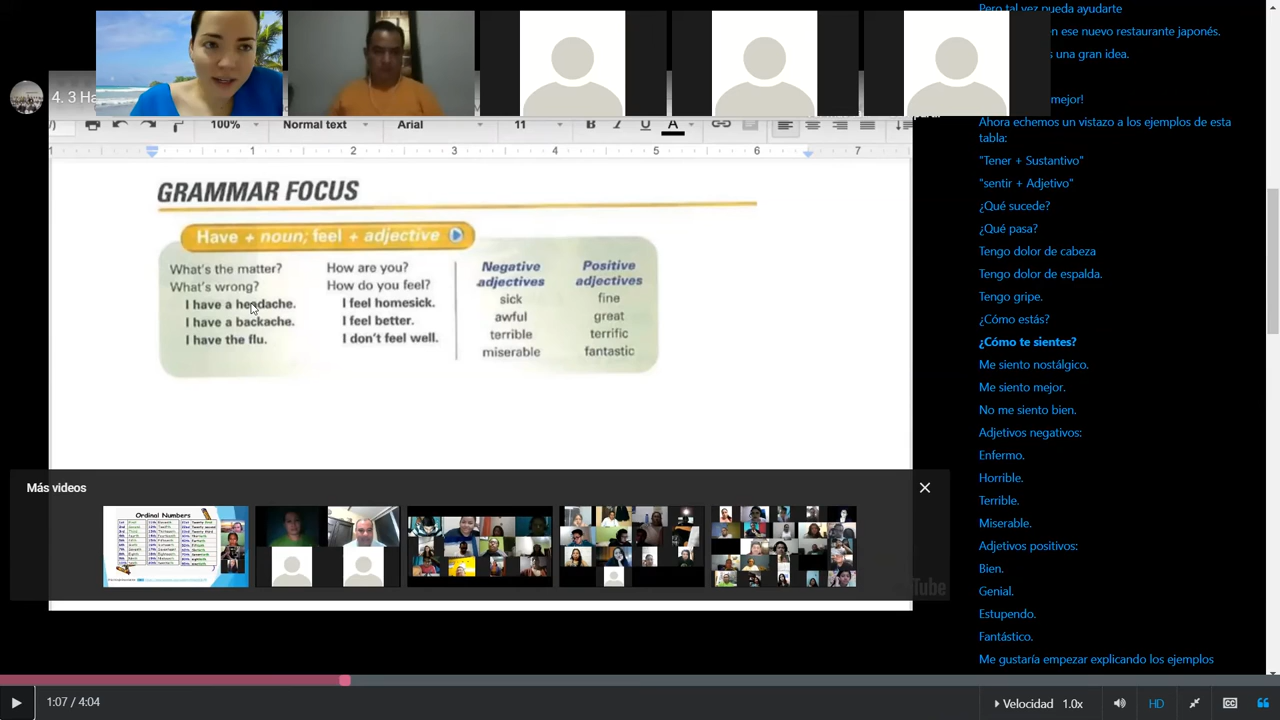 4. 3 Ha
100%
Normal text
Arial
11
B I U A
1 1 2 3 4 5 6 7
GRAMMAR FOCUS
Have + noun; feel + adjective
What's the matter?
What's wrong?
I have a headache.
I have a backache.
I have the flu.
How are you?
How do you feel?
I feel homesick.
I feel better.
I don't feel well.
Negative
adjectives
sick
awful
terrible
miserable
Positive
adjectives
fine
great
terrific
fantastic
Más videos
Ordinal Numbers
Tube
1:07 / 4:04
Velocidad 1.0x
HD
CC
Pero tal vez pueda ayudarte
n ese nuevo restaurante japonés.
s una gran idea.
mejor!
Ahora echemos un vistazo a los ejemplos de esta
tabla:
"Tener + Sustantivo"
"sentir + Adjetivo"
¿Qué sucede?
¿Qué pasa?
Tengo dolor de cabeza
Tengo dolor de espalda.
Tengo gripe.
¿Cómo estás?
¿Cómo te sientes?
Me siento nostálgico.
Me siento mejor.
No me siento bien.
Adjetivos negativos:
Enfermo.
Horrible.
Terrible.
Miserable.
Adjetivos positivos:
Bien.
Genial.
Estupendo.
Fantástico.
Me gustaría empezar explicando los ejemplos